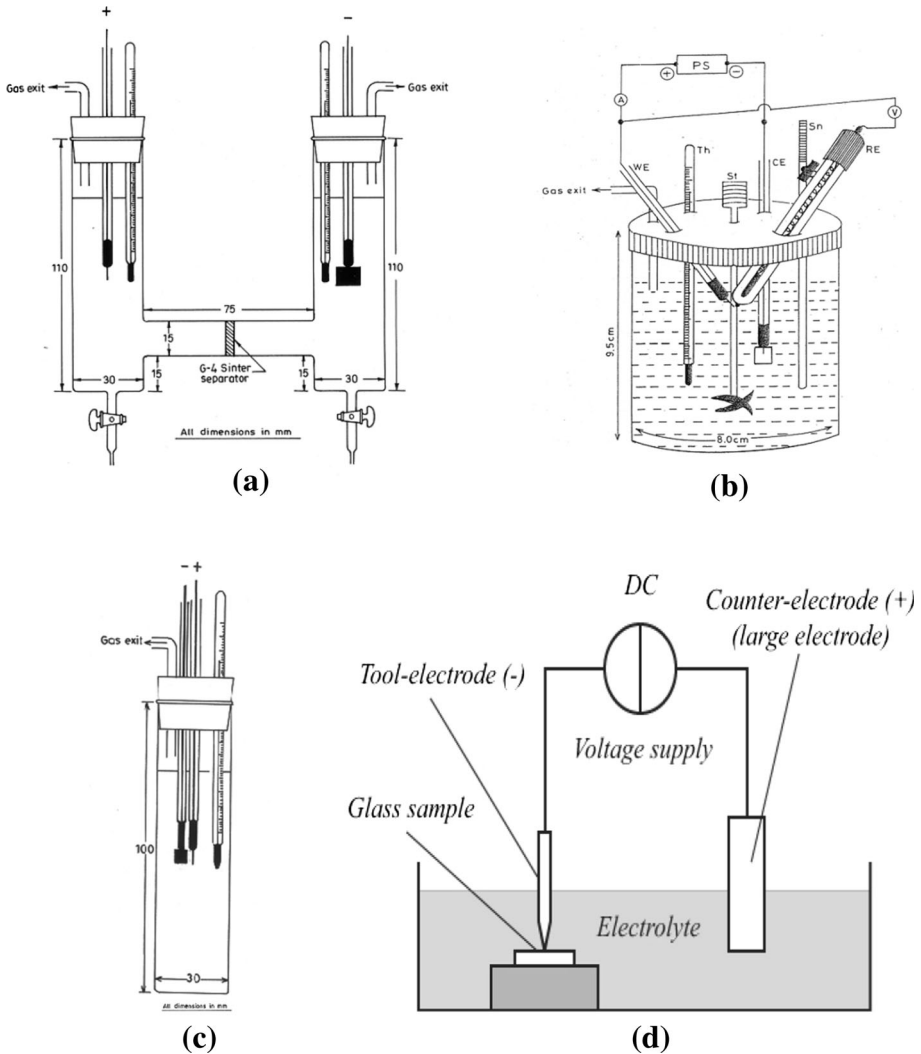 +
-
Gas exit
Gas exit
110
110
75
15
G-4 Sinter
separator
15
15
30
30
All dimensions in mm
(a)
PS
+
-
A
V
Sn
RE
Th
CE
WE
St
Gas exit
9.5cm
8.0cm
(b)
- +
Gas exit
100
30
All dimensions in mm
(c)
DC
Counter-electrode (+)
(large electrode)
Tool-electrode (-)
Voltage supply
Glass sample
Electrolyte
(d)